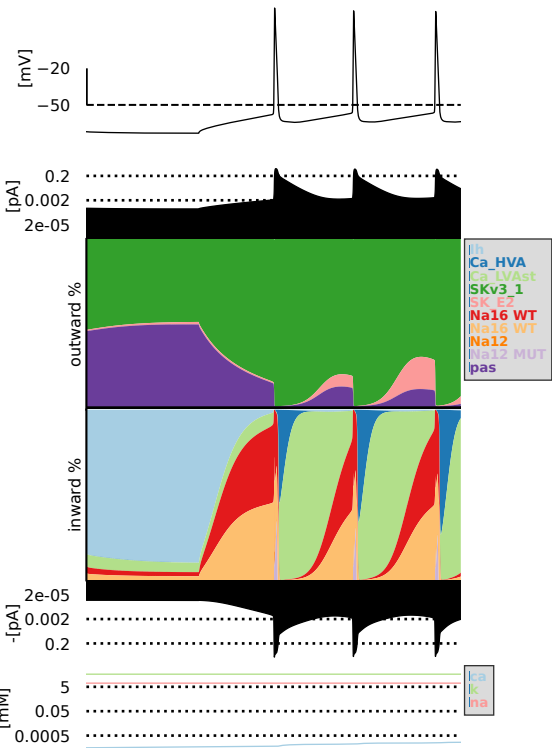 [mV]
−20
−50
[pA]
0.2
0.002
2e-05
outward %
Ih
Ca_HVA
Ca_LVAst
SKv3_1
SK_E2
Na16 WT
Na16 WT
Na12
Na12 MUT
pas
inward %
-[pA]
2e-05
0.002
0.2
[mM]
5
0.05
0.0005
ca
k
na